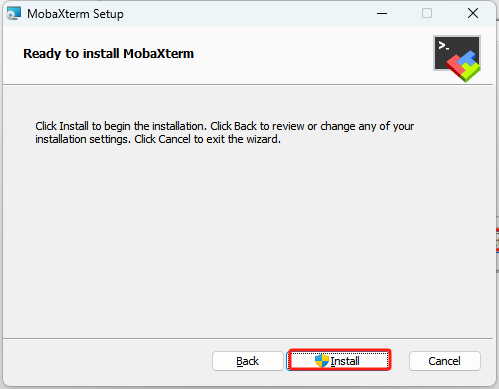 MobaXterm Setup
Ready to install MobaXterm
>.
Click Install to begin the installation. Click Back to review or change any of your
installation settings. Click Cancel to exit the wizard.
Back
Install
Cancel